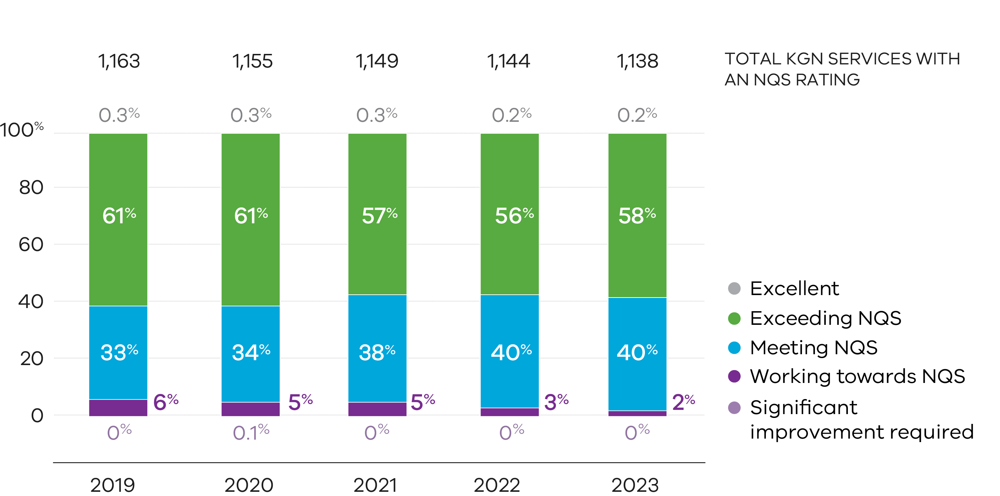 1,163 1,155 1,149 1,144 1,138
TOTAL KGN SERVICES WITH
AN NQS RATING
0.3% 0.3% 0.3% 0.2% 0.2%
100%
80
61% 61% 57% 56% 58%
60
40
33% 34% 38% 40% 40%
20
6% 5% 5% 3% 2%
0
0% 0.1% 0% 0% 0%
2019 2020 2021 2022 2023
Excellent
Exceeding NQS
Meeting NQS
Working towards NQS
Significant
improvement required